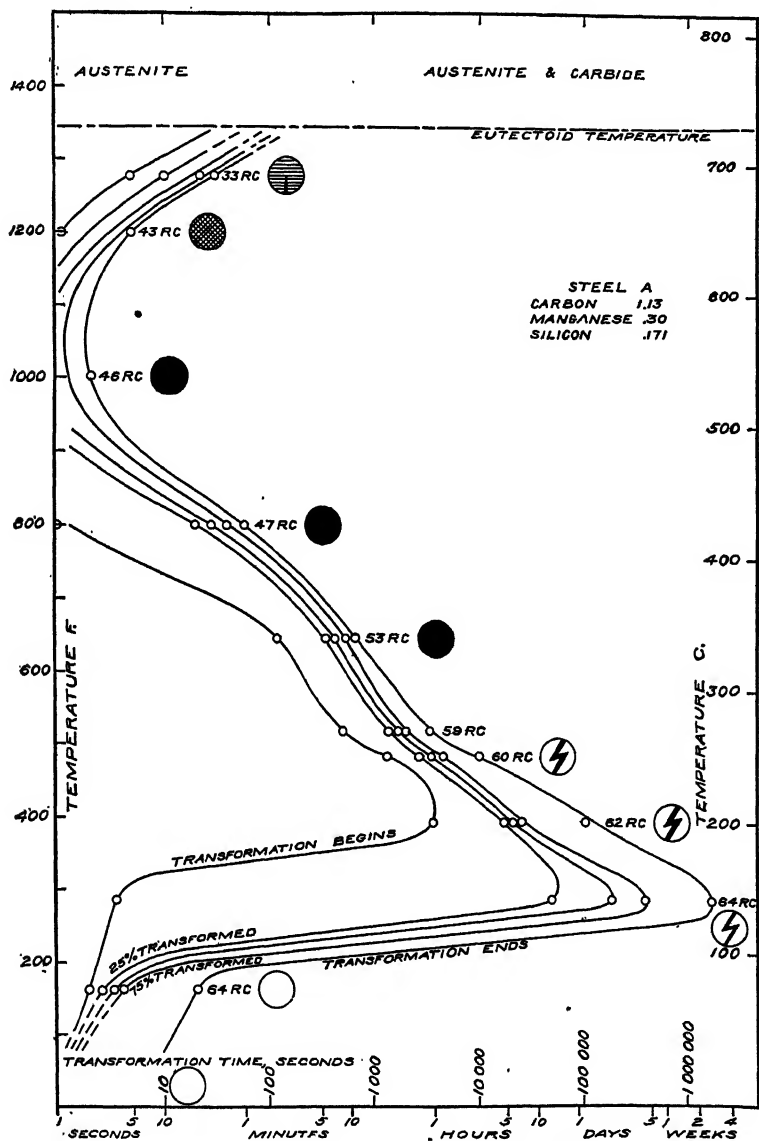 AUSTENITE
AUSTENITE & CARBIDE
EUTECTOID TEMPERATURE
STEEL A
CARBON 1.13
MANGANESE .30
SILICON .171
1400
1200
1000
800
600
400
200
TEMPERATURE F.
800
700
600
500
400
300
200
100
TEMPERATURE C.
33 RC
43 RC
46 RC
47 RC
53 RC
59 RC
60 RC
62 RC
64 RC
64 RC
TRANSFORMATION BEGINS
25% TRANSFORMED
75% TRANSFORMED
TRANSFORMATION ENDS
TRANSFORMATION TIME, SECONDS
10
100
1000
10 000
100 000
1 000 000
1 5 10 1 5 10 1 5 10 1 5 1 2 4
SECONDS MINUTES HOURS DAYS WEEKS